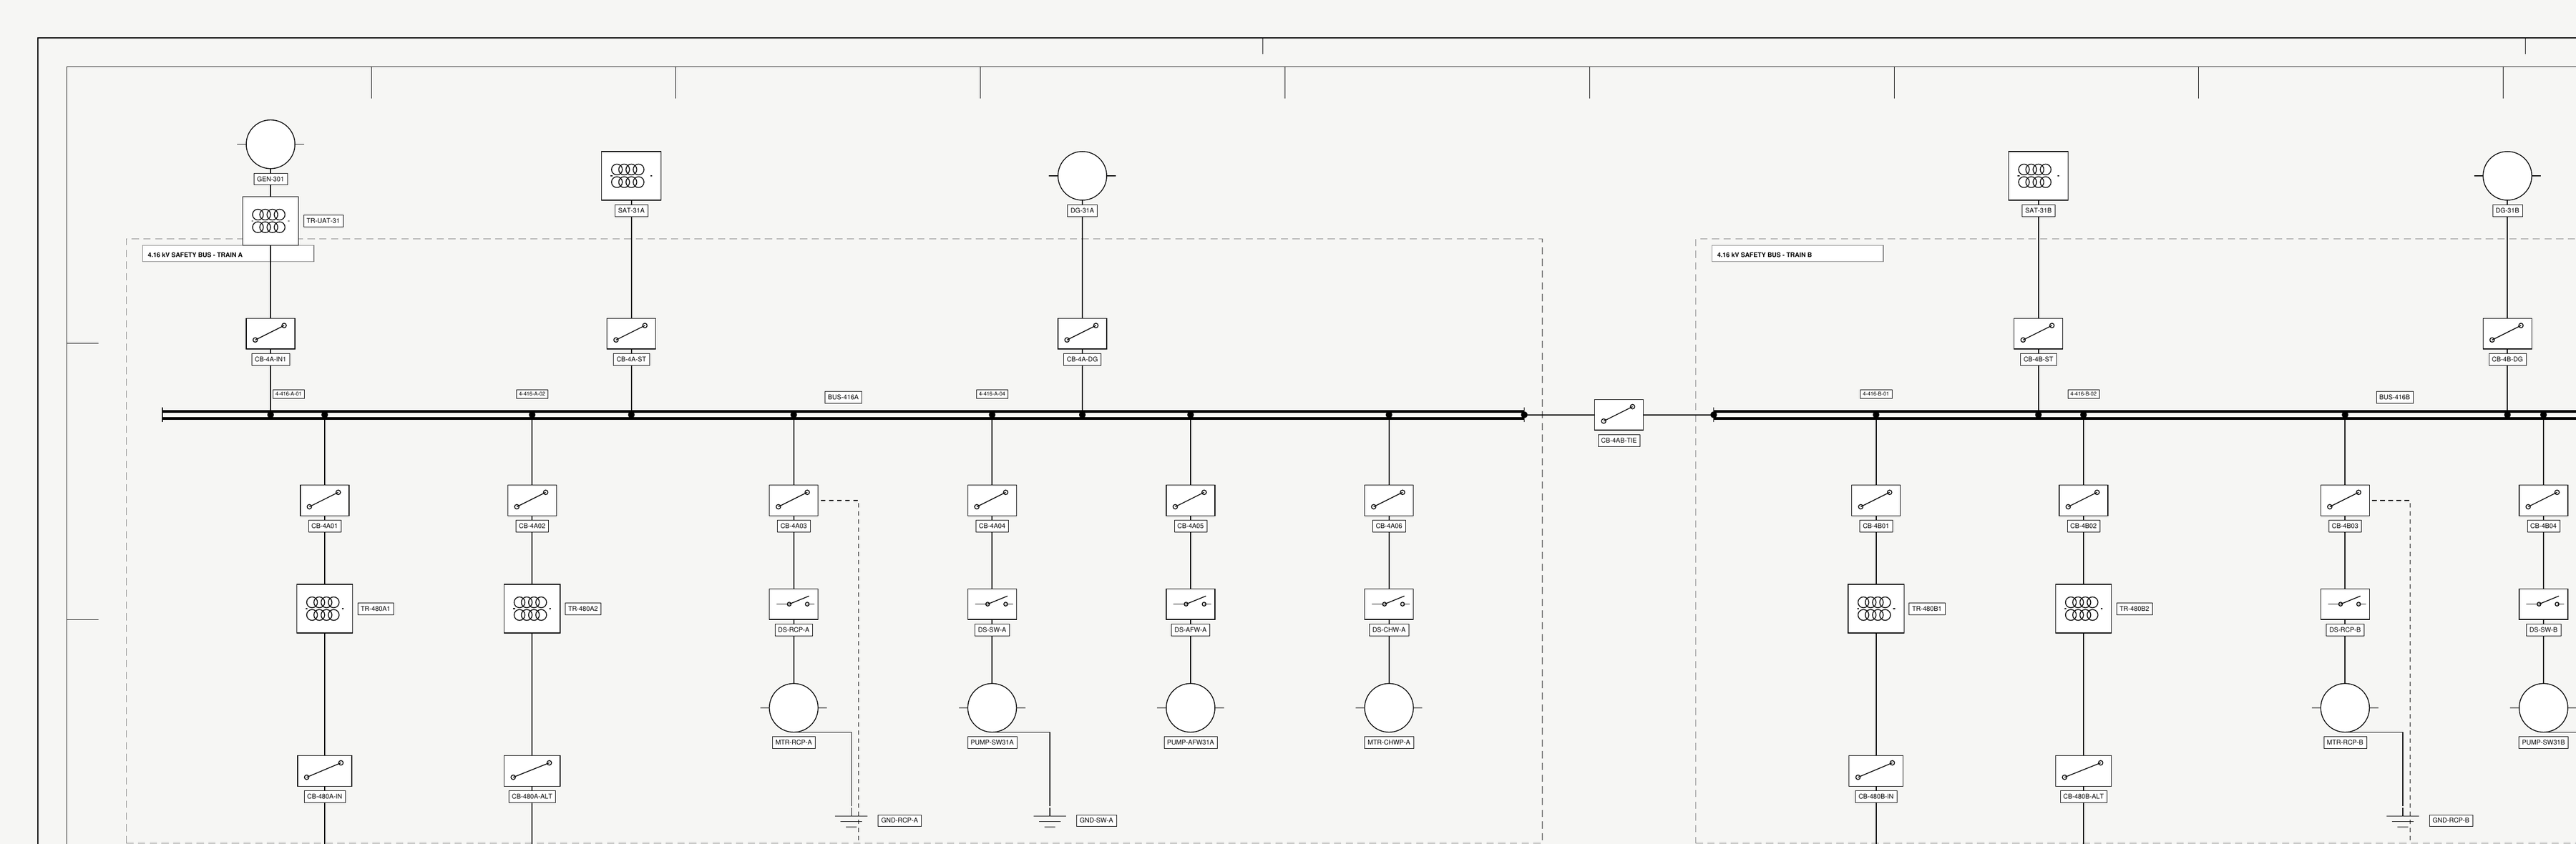 GEN-301
SAT-31A
DG-31A
SAT-31B
DG-31B
TR-UAT-31
4.16 kV SAFETY BUS - TRAIN A
4.16 kV SAFETY BUS - TRAIN B
CB-4A-IN1
CB-4A-ST
CB-4A-DG
CB-4B-ST
CB-4B-DG
4-416-A-01
4-416-A-02
BUS-416A
4-416-A-04
4-416-B-01
4-416-B-02
BUS-416B
CB-4AB-TIE
CB-4A01
CB-4A02
CB-4A03
CB-4A04
CB-4A05
CB-4A06
CB-4B01
CB-4B02
CB-4B03
CB-4B04
TR-480A1
TR-480A2
TR-480B1
TR-480B2
DS-RCP-A
DS-SW-A
DS-AFW-A
DS-CHW-A
DS-RCP-B
DS-SW-B
MTR-RCP-A
PUMP-SW31A
PUMP-AFW31A
MTR-CHWP-A
MTR-RCP-B
PUMP-SW31B
CB-480A-IN
CB-480A-ALT
CB-480B-IN
CB-480B-ALT
GND-RCP-A
GND-SW-A
GND-RCP-B